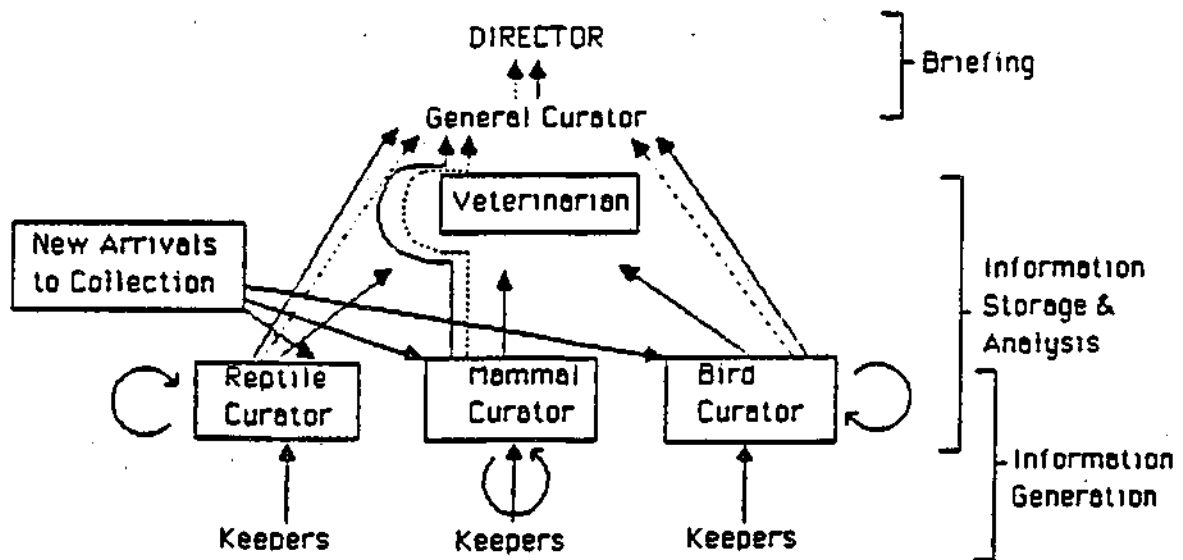 DIRECTOR
Briefing
General Curator
Veterinarian
New Arrivals
to Collection
Information
Storage &
Analysis
Reptile
Curator
Mammal
Curator
Bird
Curator
Information
Generation
Keepers
Keepers
Keepers